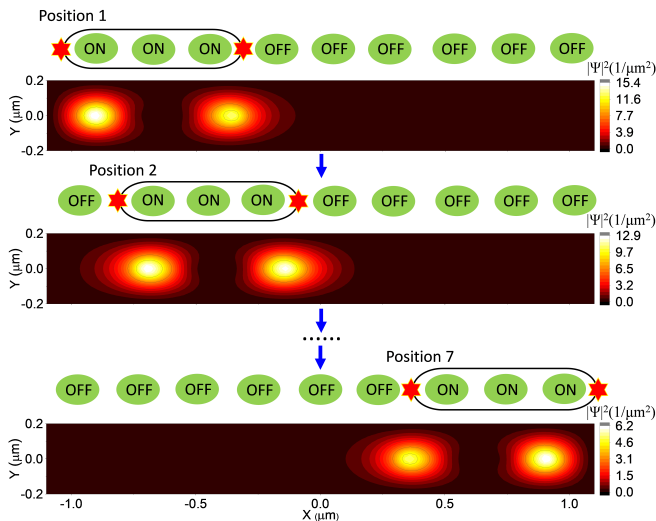 Position 1
ON ON ON OFF OFF OFF OFF OFF OFF
|Ψ|²(1/μm²)
Y (μm)
0.2
0.0
-0.2
15.4
11.6
7.7
3.9
0.0
Position 2
OFF ON ON ON OFF OFF OFF OFF OFF
|Ψ|²(1/μm²)
Y (μm)
0.2
0.0
-0.2
12.9
9.7
6.5
3.2
0.0
......
Position 7
OFF OFF OFF OFF OFF OFF ON ON ON
|Ψ|²(1/μm²)
Y (μm)
0.2
0.0
-0.2
6.2
4.6
3.1
1.5
0.0
-1.0 -0.5 0.0 0.5 1.0
X (μm)